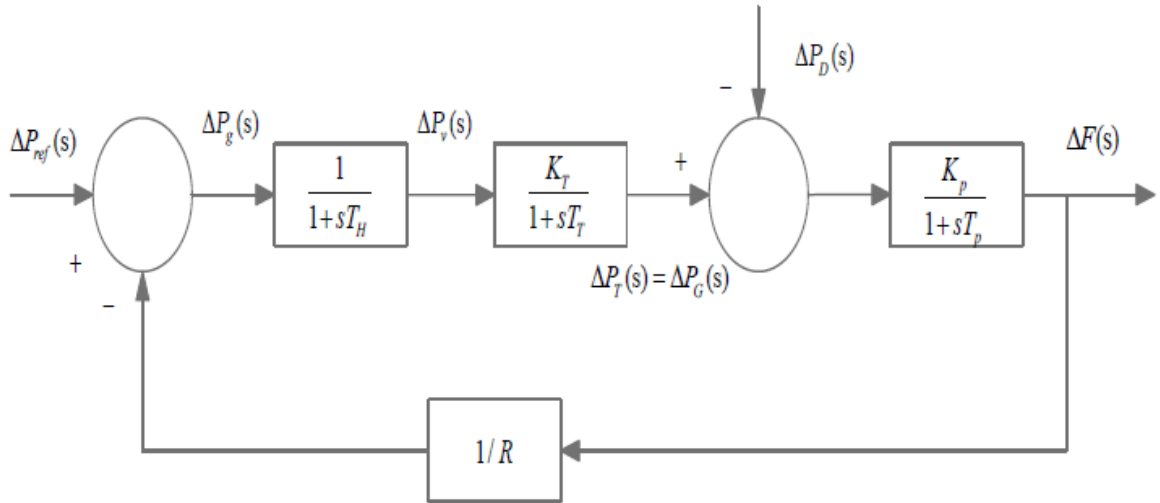 ΔP_D(s)
−
ΔP_ref(s)
ΔP_g(s)
ΔP_v(s)
ΔF(s)
+
1
1+sT_H
K_T
1+sT_T
+
K_p
1+sT_p
−
ΔP_T(s) = ΔP_G(s)
1/R